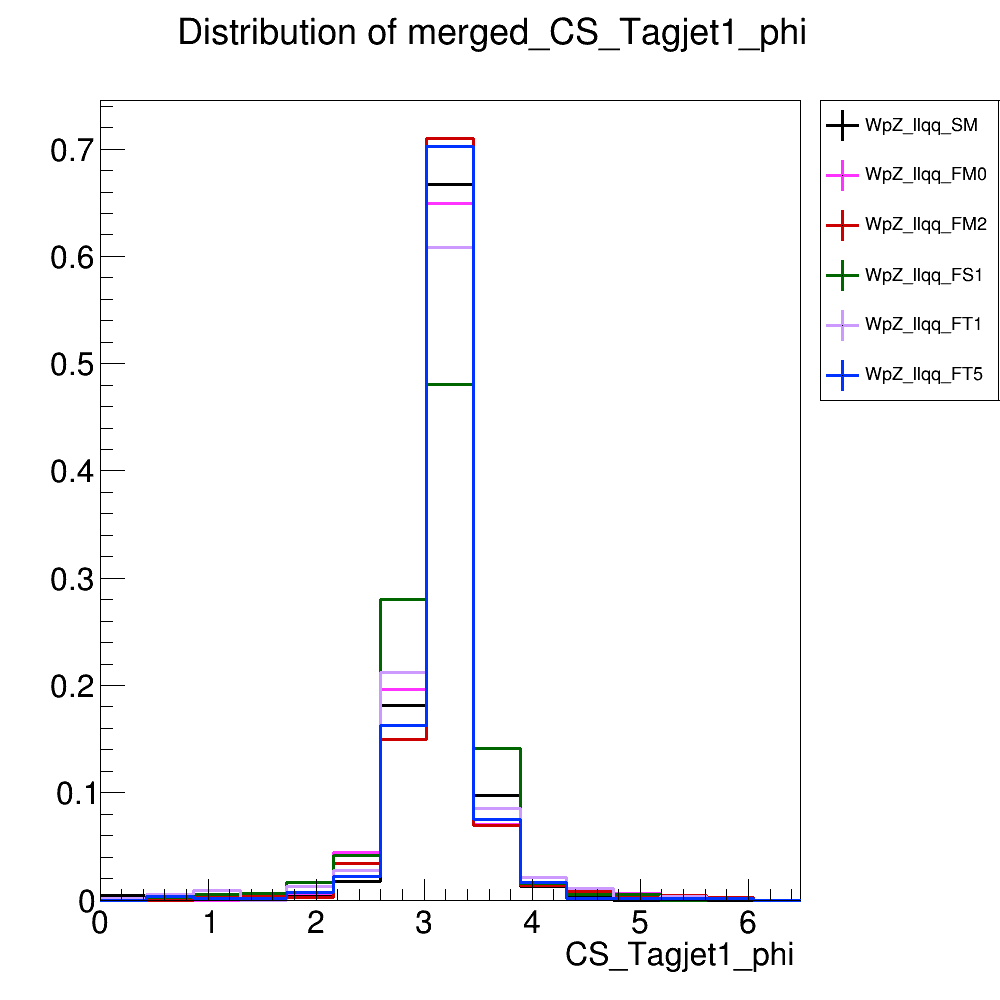 Distribution of merged_CS_Tagjet1_phi
WpZ_llqq_SM
WpZ_llqq_FM0
WpZ_llqq_FM2
WpZ_llqq_FS1
WpZ_llqq_FT1
WpZ_llqq_FT5
0.7
0.6
0.5
0.4
0.3
0.2
0.1
0
0 1 2 3 4 5 6
CS_Tagjet1_phi